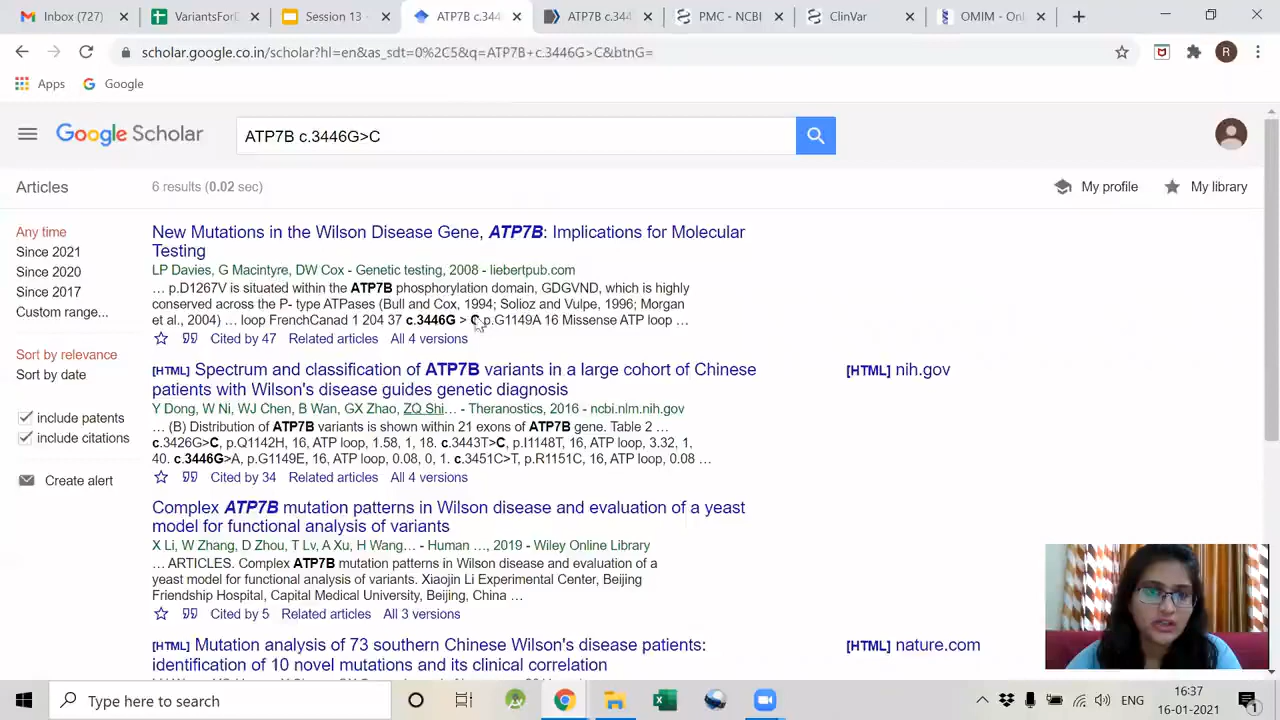 Inbox (727)
VariantsForD
Session 13 -
ATP7B c.344
ATP7B c.344
PMC - NCBI
ClinVar
OMIM - Onl
scholar.google.co.in/scholar?hl=en&as_sdt=0%2C5&q=ATP7B+c.3446G>C&btnG=
R
Apps
Google
Google Scholar
ATP7B c.3446G>C
Articles
6 results (0.02 sec)
My profile
My library
Any time
Since 2021
Since 2020
Since 2017
Custom range...
Sort by relevance
Sort by date
include patents
include citations
Create alert
New Mutations in the Wilson Disease Gene, ATP7B: Implications for Molecular
Testing
LP Davies, G Macintyre, DW Cox - Genetic testing, 2008 - liebertpub.com
… p.D1267V is situated within the ATP7B phosphorylation domain, GDGVND, which is highly
conserved across the P- type ATPases (Bull and Cox, 1994; Solioz and Vulpe, 1996; Morgan
et al., 2004) … loop FrenchCanad 1 204 37 c.3446G > C p.G1149A 16 Missense ATP loop …
Cited by 47 Related articles All 4 versions
[HTML] Spectrum and classification of ATP7B variants in a large cohort of Chinese
patients with Wilson's disease guides genetic diagnosis
[HTML] nih.gov
Y Dong, W Ni, WJ Chen, B Wan, GX Zhao, ZQ Shi… - Theranostics, 2016 - ncbi.nlm.nih.gov
… (B) Distribution of ATP7B variants is shown within 21 exons of ATP7B gene. Table 2 …
c.3426G>C, p.Q1142H, 16, ATP loop, 1.58, 1, 18. c.3443T>C, p.I1148T, 16, ATP loop, 3.32, 1,
40. c.3446G>A, p.G1149E, 16, ATP loop, 0.08, 0, 1. c.3451C>T, p.R1151C, 16, ATP loop, 0.08 …
Cited by 34 Related articles All 4 versions
Complex ATP7B mutation patterns in Wilson disease and evaluation of a yeast
model for functional analysis of variants
X Li, W Zhang, D Zhou, T Lv, A Xu, H Wang… - Human …, 2019 - Wiley Online Library
… ARTICLES. Complex ATP7B mutation patterns in Wilson disease and evaluation of a
yeast model for functional analysis of variants. Xiaojin Li Experimental Center, Beijing
Friendship Hospital, Capital Medical University, Beijing, China …
Cited by 5 Related articles All 3 versions
[HTML] Mutation analysis of 73 southern Chinese Wilson's disease patients:
identification of 10 novel mutations and its clinical correlation
[HTML] nature.com
Type here to search
ENG
16:37
16-01-2021
1